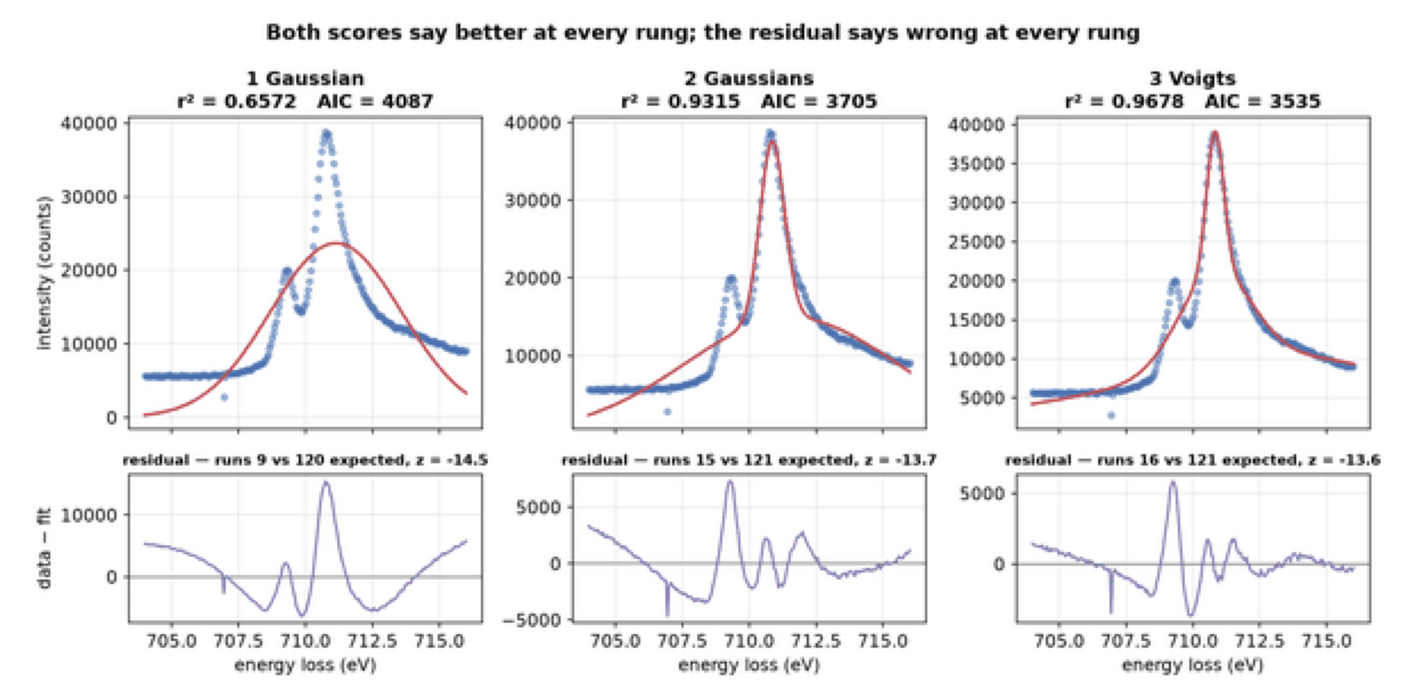 Both scores say better at every rung; the residual says wrong at every rung
1 Gaussian
r² = 0.6572 AIC = 4087
2 Gaussians
r² = 0.9315 AIC = 3705
3 Voigts
r² = 0.9678 AIC = 3535
intensity (counts)
40000
30000
20000
10000
0
40000
30000
20000
10000
40000
35000
30000
25000
20000
15000
10000
5000
residual — runs 9 vs 120 expected, z = -14.5
residual — runs 15 vs 121 expected, z = -13.7
residual — runs 16 vs 121 expected, z = -13.6
data − fit
10000
0
5000
0
−5000
5000
0
705.0 707.5 710.0 712.5 715.0
705.0 707.5 710.0 712.5 715.0
705.0 707.5 710.0 712.5 715.0
energy loss (eV)
energy loss (eV)
energy loss (eV)